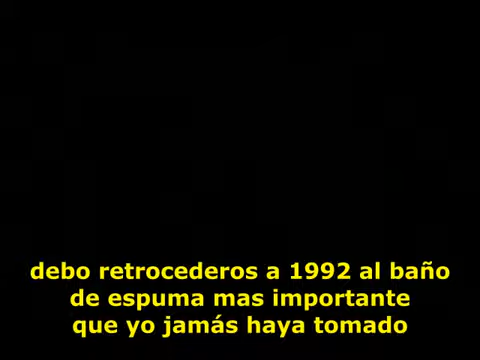 debo retrocederos a 1992 al baño
de espuma mas importante
que yo jamás haya tomado